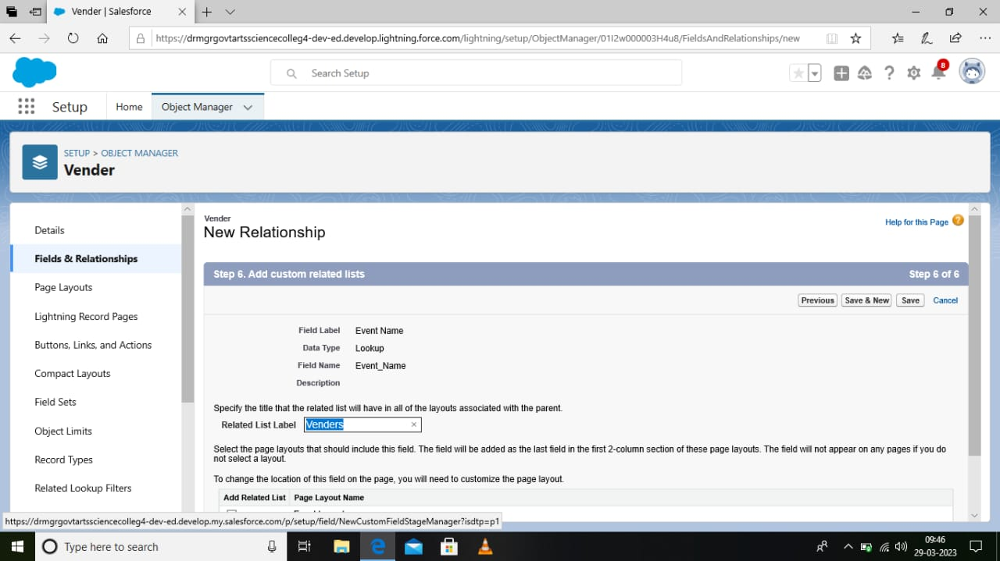 Vender | Salesforce
https://drmgrgovtartssciencecolleg4-dev-ed.develop.lightning.force.com/lightning/setup/ObjectManager/01I2w000003H4u8/FieldsAndRelationships/new
Search Setup
8
Setup
Home
Object Manager
SETUP > OBJECT MANAGER
Vender
Details
Fields & Relationships
Page Layouts
Lightning Record Pages
Buttons, Links, and Actions
Compact Layouts
Field Sets
Object Limits
Record Types
Related Lookup Filters
Vender
New Relationship
Help for this Page
Step 6. Add custom related lists
Step 6 of 6
Previous
Save & New
Save
Cancel
Field Label Event Name
Data Type Lookup
Field Name Event_Name
Description
Specify the title that the related list will have in all of the layouts associated with the parent.
Related List Label Venders
Select the page layouts that should include this field. The field will be added as the last field in the first 2-column section of these page layouts. The field will not appear on any pages if you do
not select a layout.
To change the location of this field on the page, you will need to customize the page layout.
Add Related List Page Layout Name
https://drmgrgovtartssciencecolleg4-dev-ed.develop.my.salesforce.com/p/setup/field/NewCustomFieldStageManager?isdtp=p1
Type here to search
09:46
29-03-2023